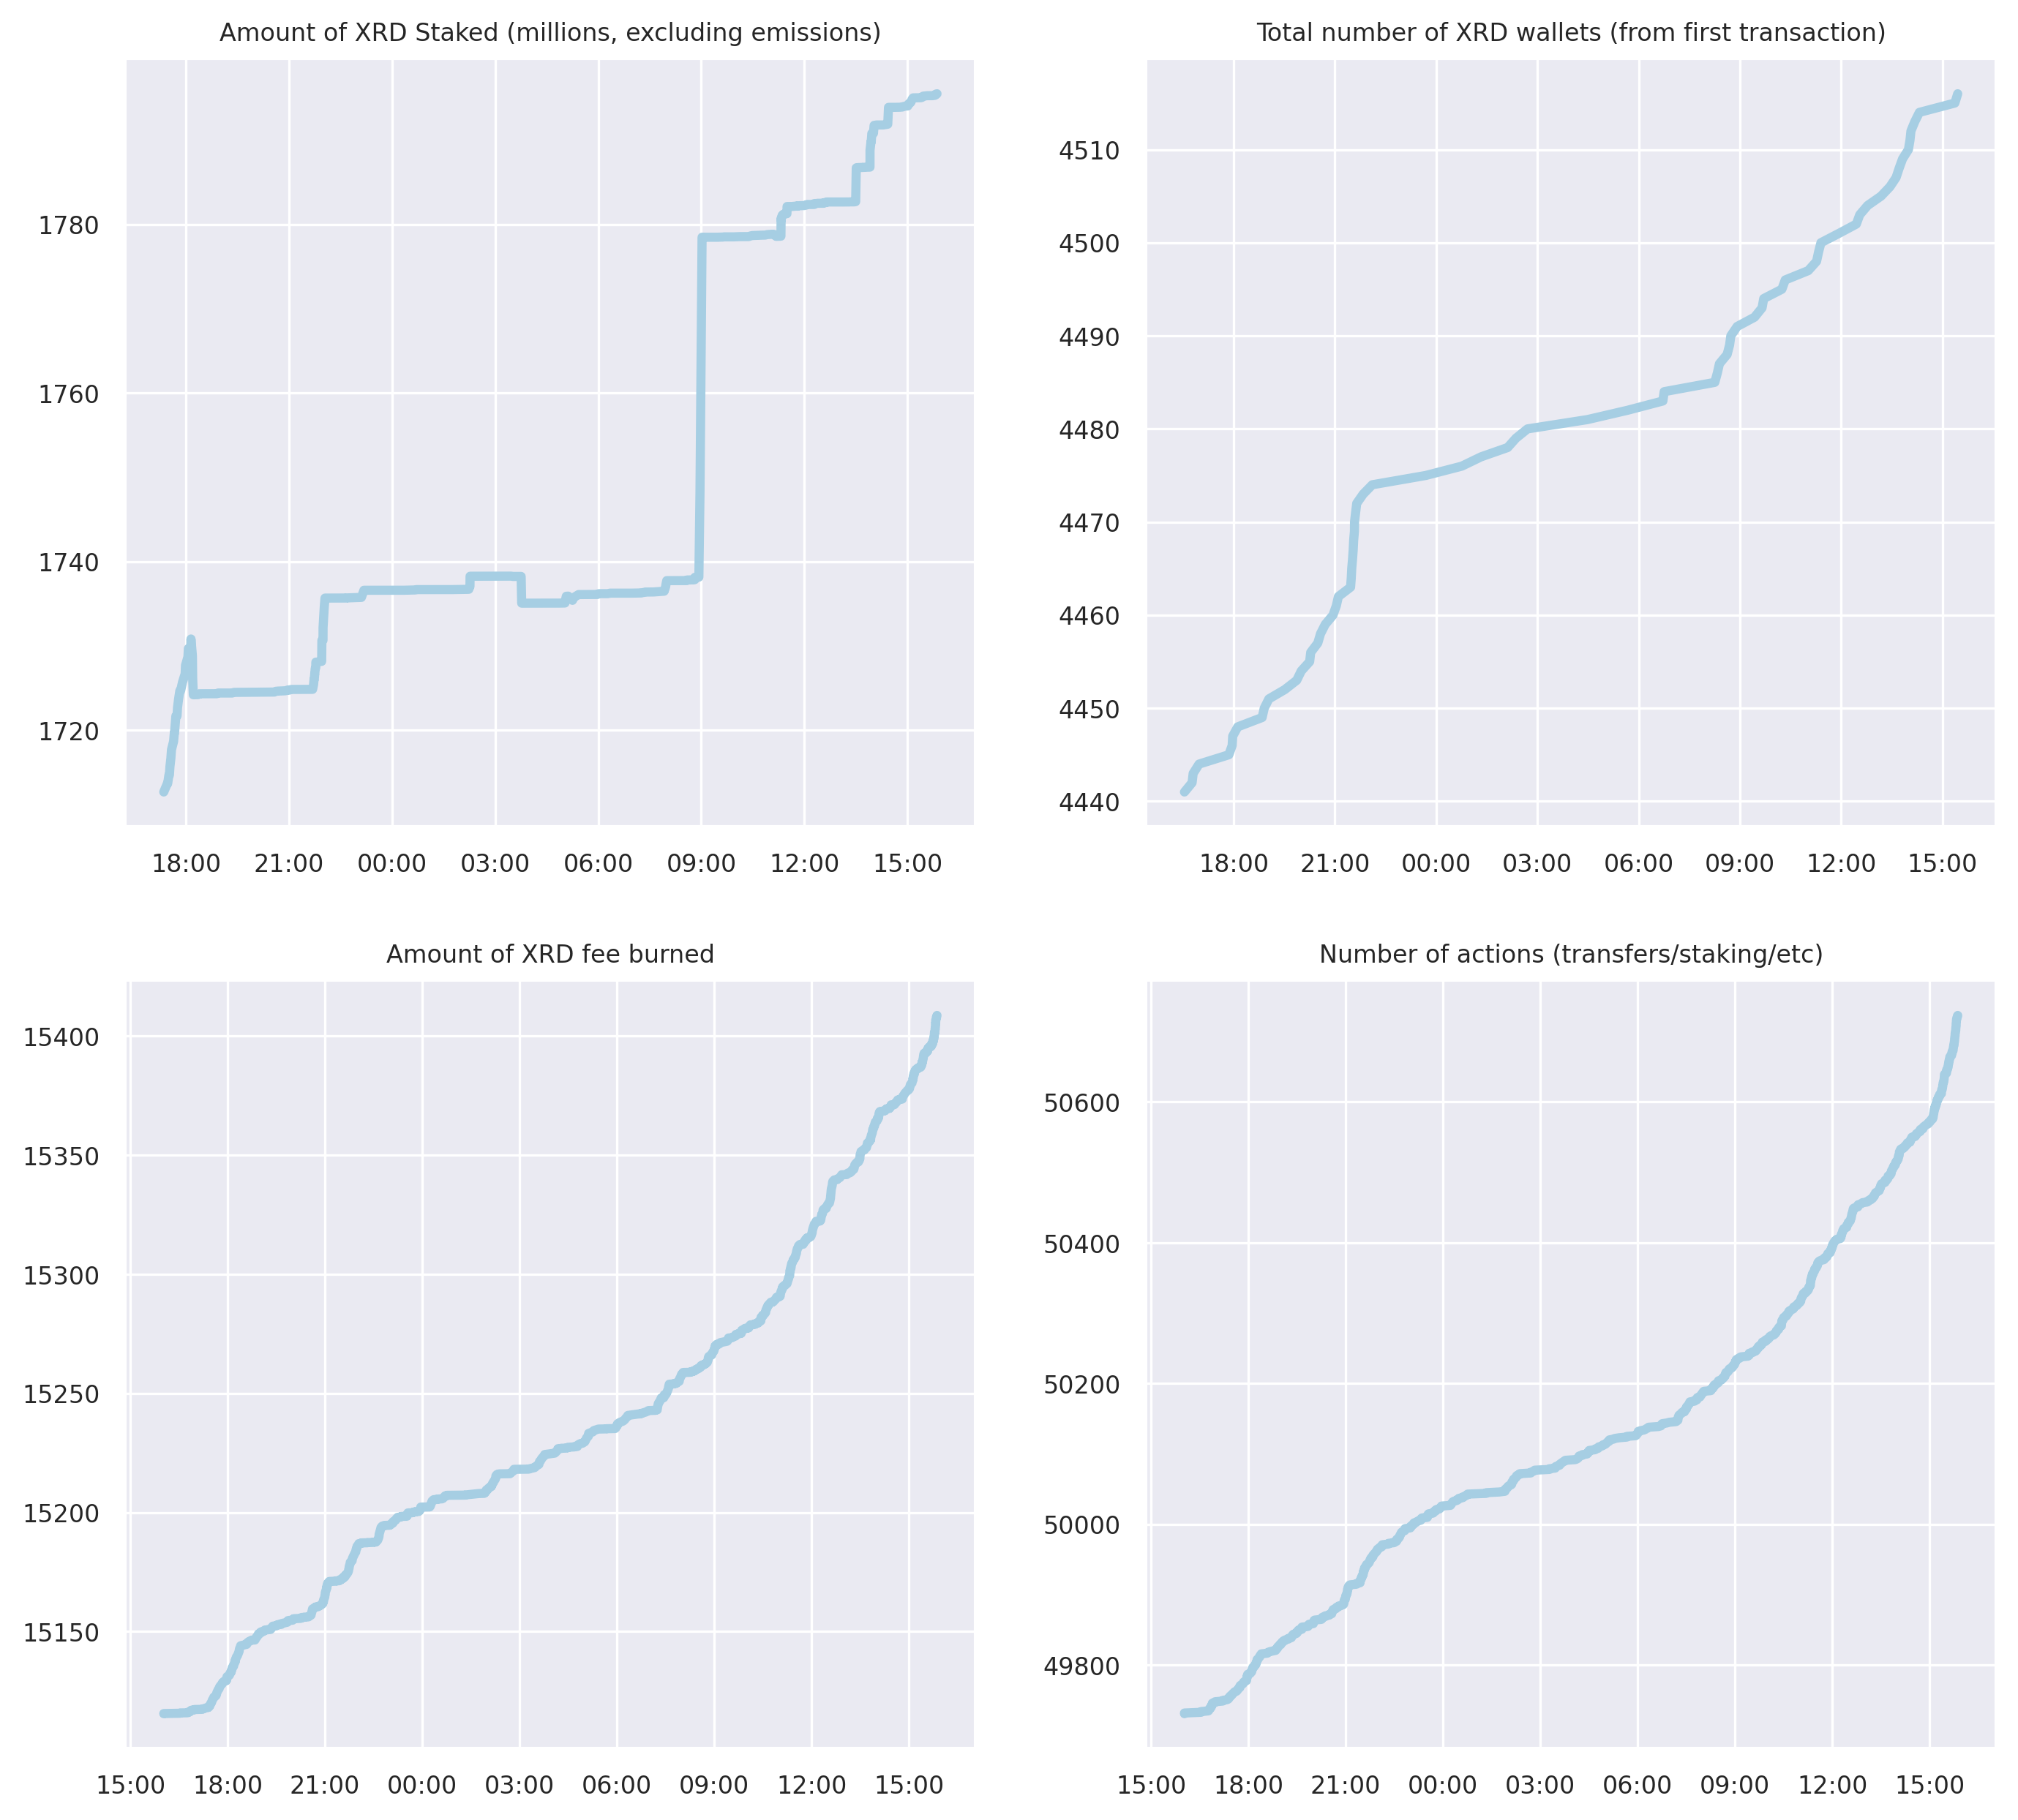 Amount of XRD Staked (millions, excluding emissions)
1780
1760
1740
1720
18:00 21:00 00:00 03:00 06:00 09:00 12:00 15:00
Total number of XRD wallets (from first transaction)
4510
4500
4490
4480
4470
4460
4450
4440
18:00 21:00 00:00 03:00 06:00 09:00 12:00 15:00
Amount of XRD fee burned
15400
15350
15300
15250
15200
15150
15:00 18:00 21:00 00:00 03:00 06:00 09:00 12:00 15:00
Number of actions (transfers/staking/etc)
50600
50400
50200
50000
49800
15:00 18:00 21:00 00:00 03:00 06:00 09:00 12:00 15:00